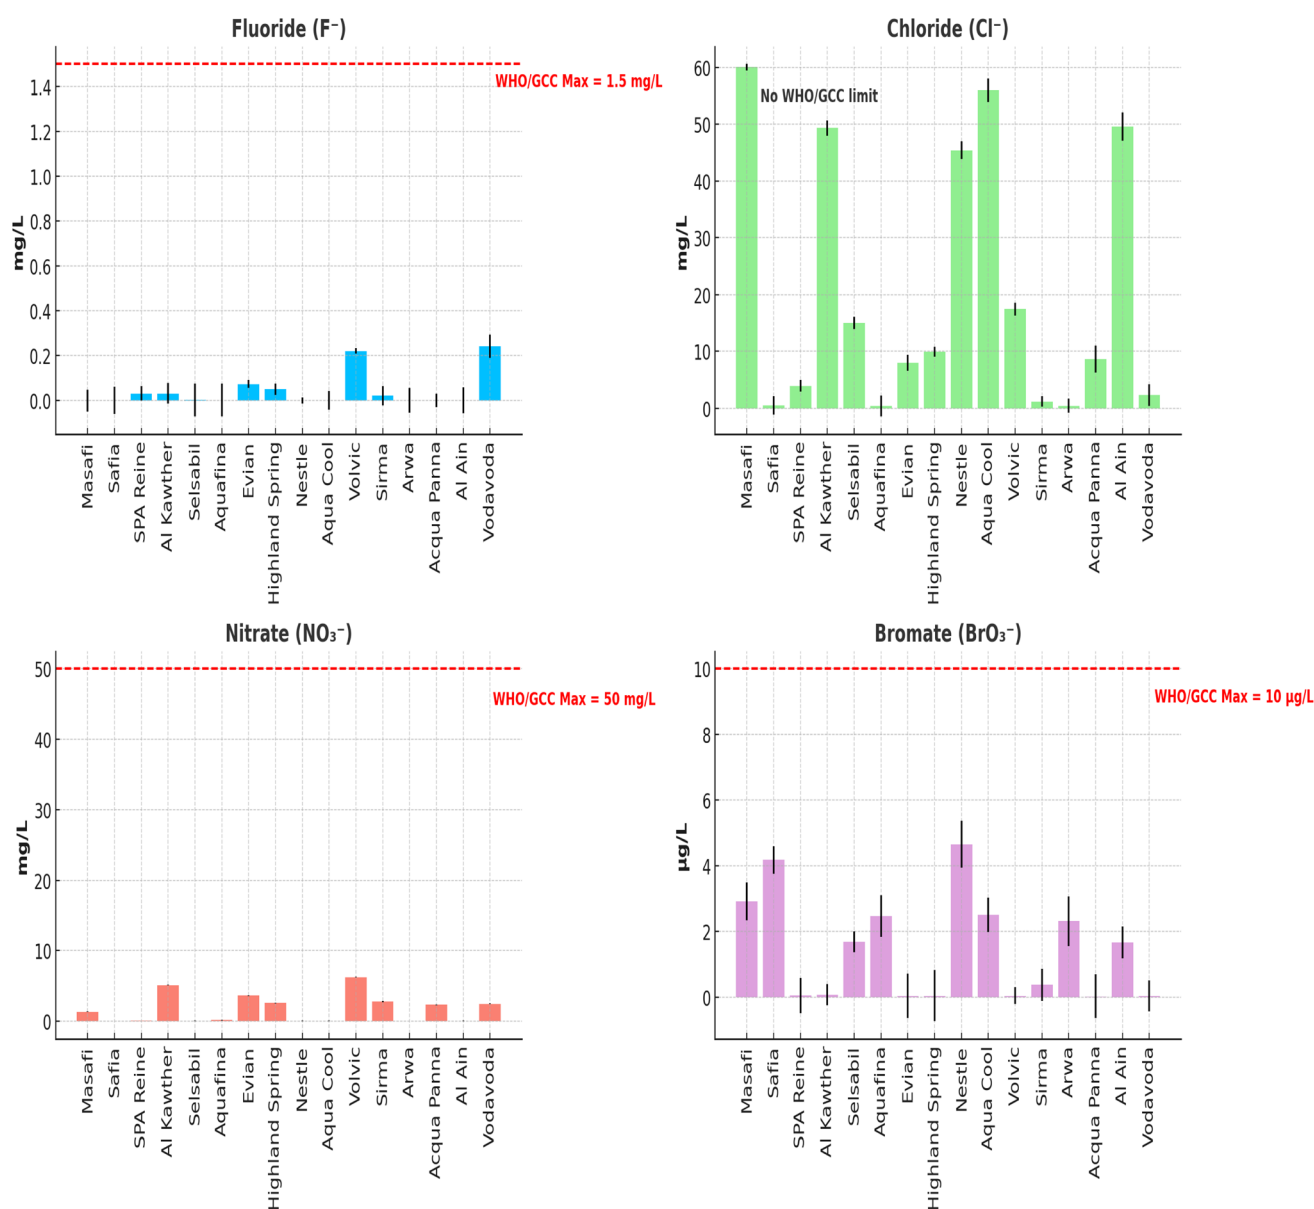 Fluoride (F⁻)
WHO/GCC Max = 1.5 mg/L
mg/L
1.4
1.2
1.0
0.8
0.6
0.4
0.2
0.0
Masafi
Safia
SPA Reine
Al Kawther
Selsabil
Aquafina
Evian
Highland Spring
Nestle
Aqua Cool
Volvic
Sirma
Arwa
Acqua Panna
Al Ain
Vodavoda
Chloride (Cl⁻)
No WHO/GCC limit
mg/L
60
50
40
30
20
10
0
Masafi
Safia
SPA Reine
Al Kawther
Selsabil
Aquafina
Evian
Highland Spring
Nestle
Aqua Cool
Volvic
Sirma
Arwa
Acqua Panna
Al Ain
Vodavoda
Nitrate (NO₃⁻)
WHO/GCC Max = 50 mg/L
mg/L
50
40
30
20
10
0
Masafi
Safia
SPA Reine
Al Kawther
Selsabil
Aquafina
Evian
Highland Spring
Nestle
Aqua Cool
Volvic
Sirma
Arwa
Acqua Panna
Al Ain
Vodavoda
Bromate (BrO₃⁻)
WHO/GCC Max = 10 µg/L
µg/L
10
8
6
4
2
0
Masafi
Safia
SPA Reine
Al Kawther
Selsabil
Aquafina
Evian
Highland Spring
Nestle
Aqua Cool
Volvic
Sirma
Arwa
Acqua Panna
Al Ain
Vodavoda